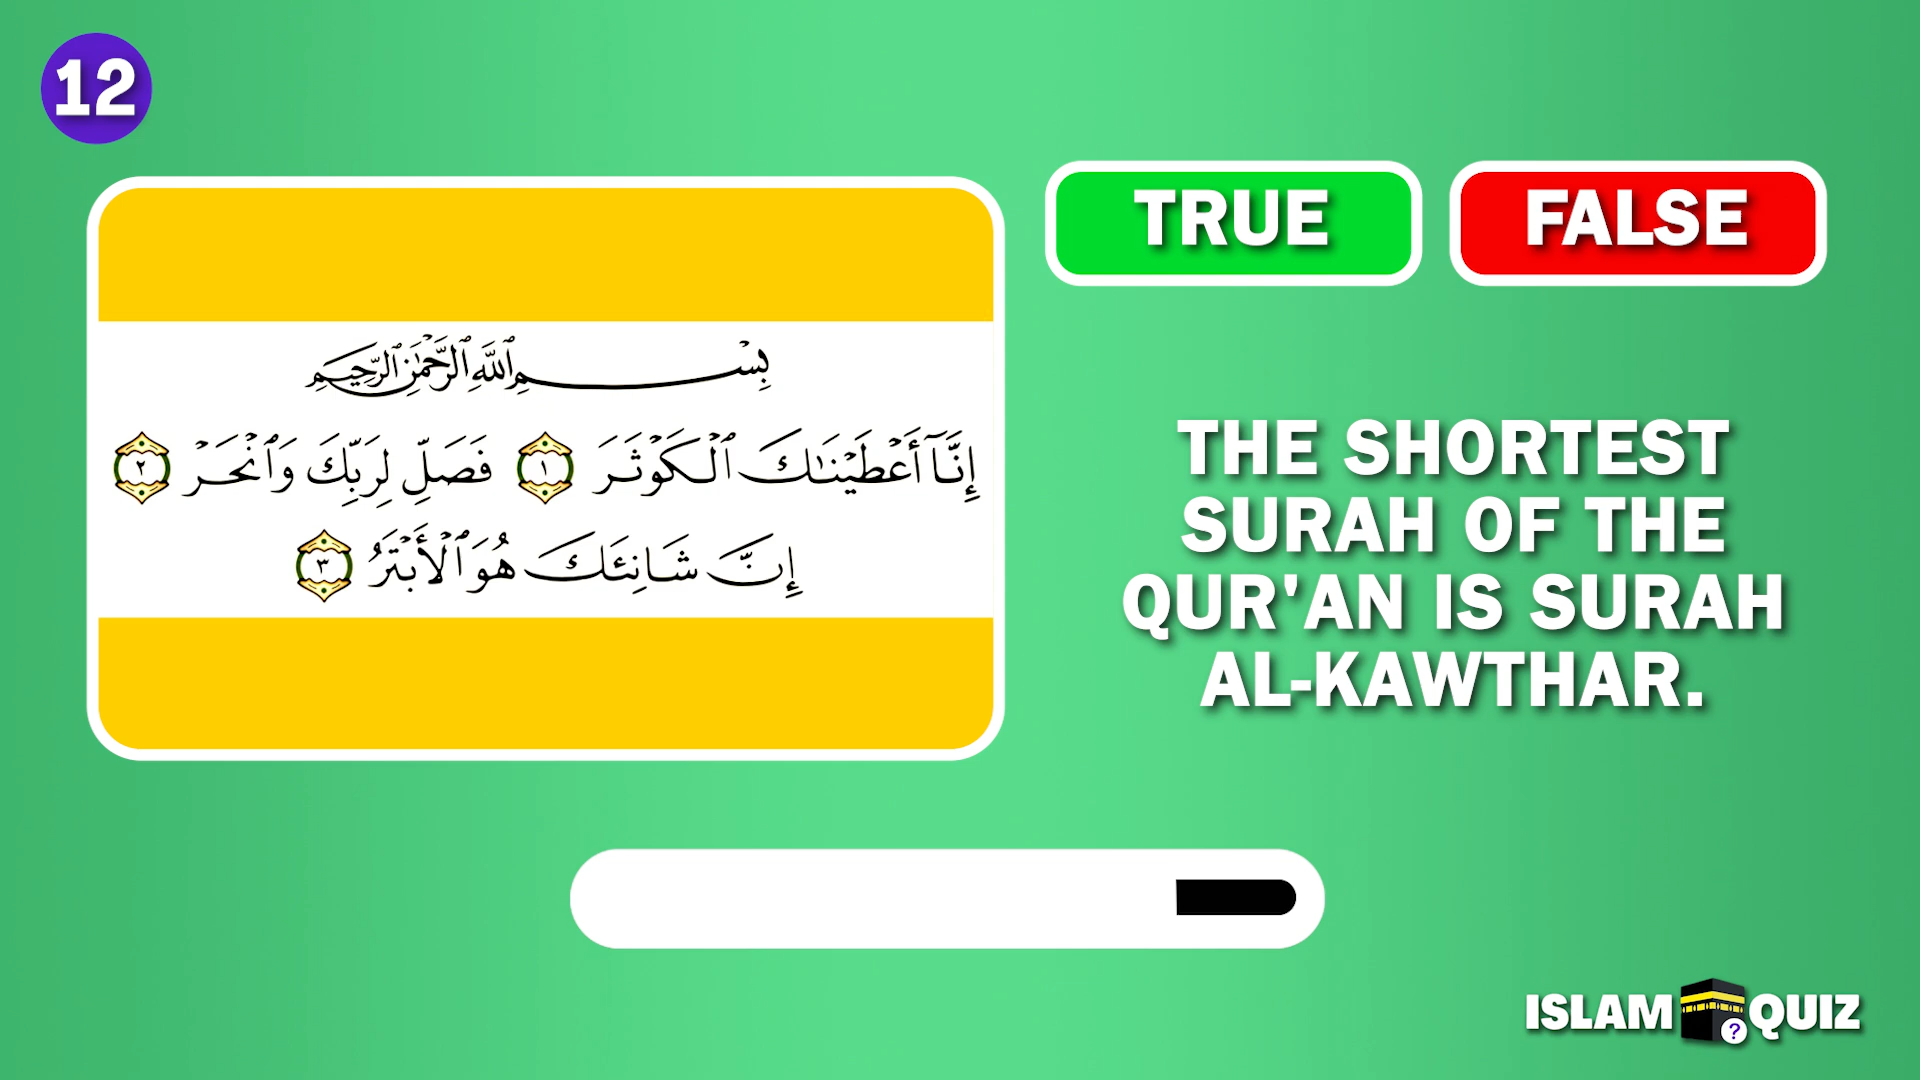 12
بِسْمِ ٱللَّهِ ٱلرَّحْمَٰنِ ٱلرَّحِيمِ
إِنَّآ أَعْطَيْنَٰكَ ٱلْكَوْثَرَ ١ فَصَلِّ لِرَبِّكَ وَٱنْحَرْ ٢
إِنَّ شَانِئَكَ هُوَ ٱلْأَبْتَرُ ٣
TRUE
FALSE
THE SHORTEST
SURAH OF THE
QUR'AN IS SURAH
AL-KAWTHAR.
ISLAM ? QUIZ